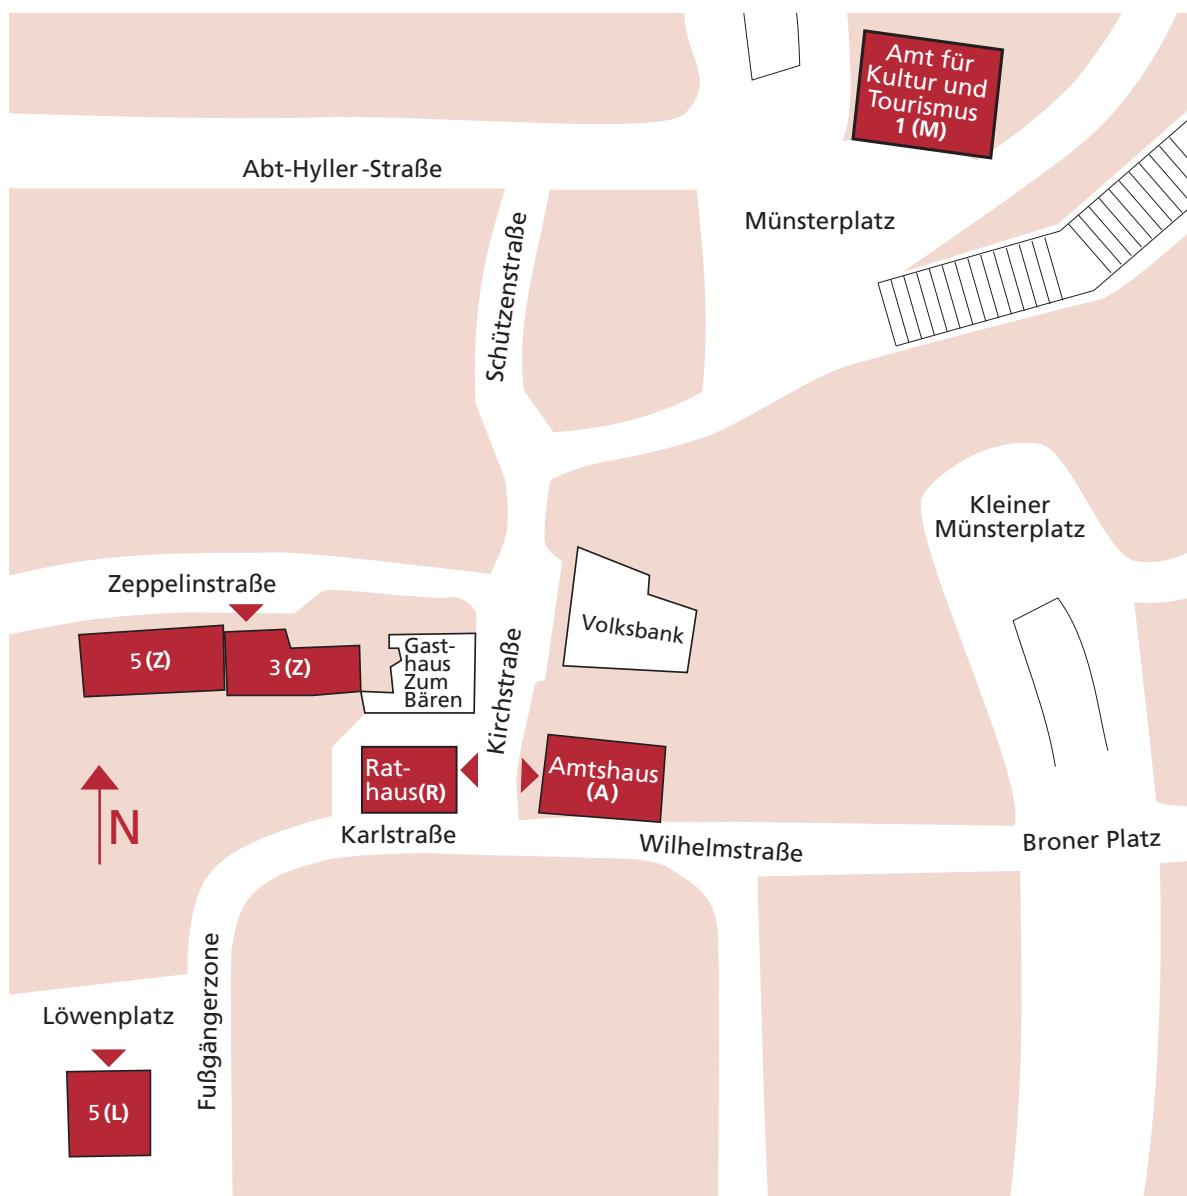 Amt für
Kultur und
Tourismus
1 (M)
Abt-Hyller-Straße
Münsterplatz
Schützenstraße
Kleiner
Münsterplatz
Zeppelinstraße
5 (Z)
3 (Z)
Gast-
haus
Zum
Bären
Volksbank
Kirchstraße
Rat-
haus(R)
Amtshaus
(A)
N
Karlstraße
Wilhelmstraße
Broner Platz
Fußgängerzone
Löwenplatz
5 (L)